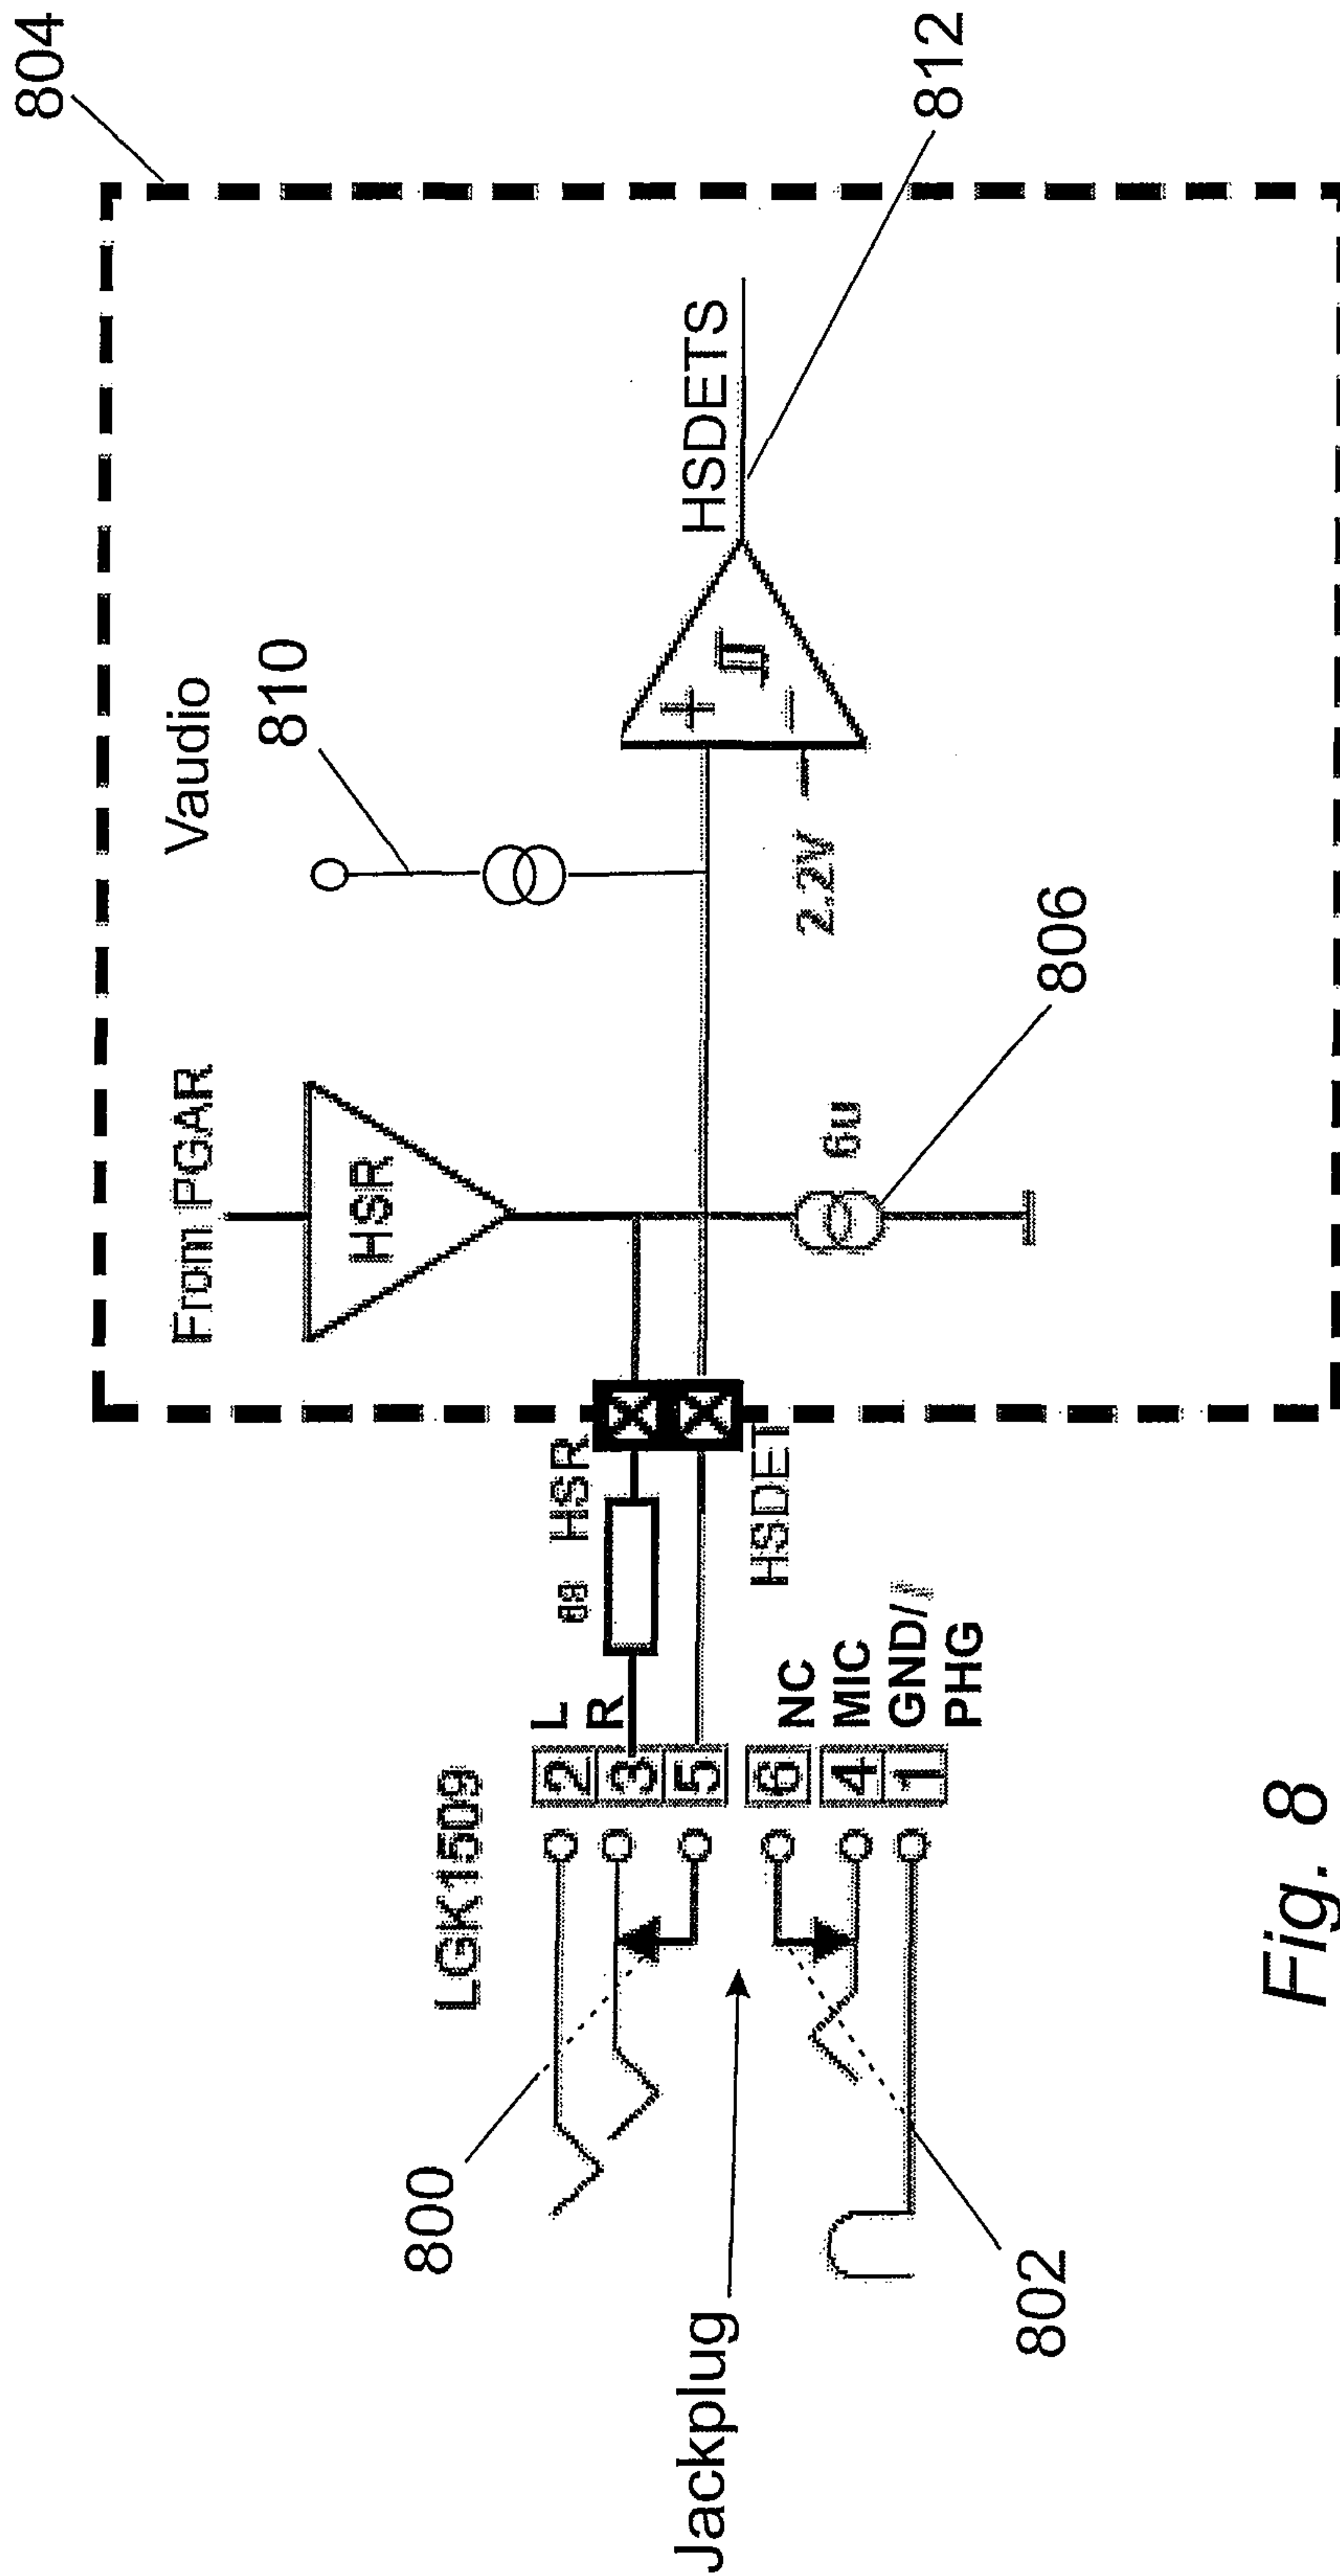 804
Vaudio
From PGAR
810
HSR
HSDETS
812
+
-
2.2V
6u
806
LGK1509
L
R
HSR
HSDET
2
3
5
6
4
1
NC
MIC
GND/
PHG
800
802
Jackplug
Fig. 8